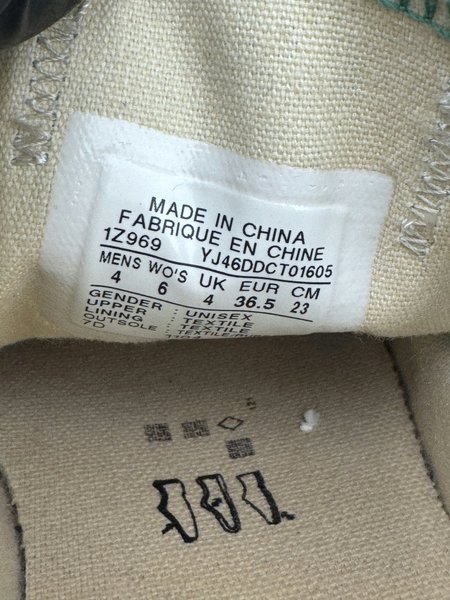 MADE IN CHINA
FABRIQUE EN CHINE
1Z969 YJ46DDCT01605
MENS WO'S UK EUR CM
4 6 4 36.5 23
GENDER : UNISEX
UPPER : TEXTILE
LINING : TEXTILE
OUTSOLE
7D